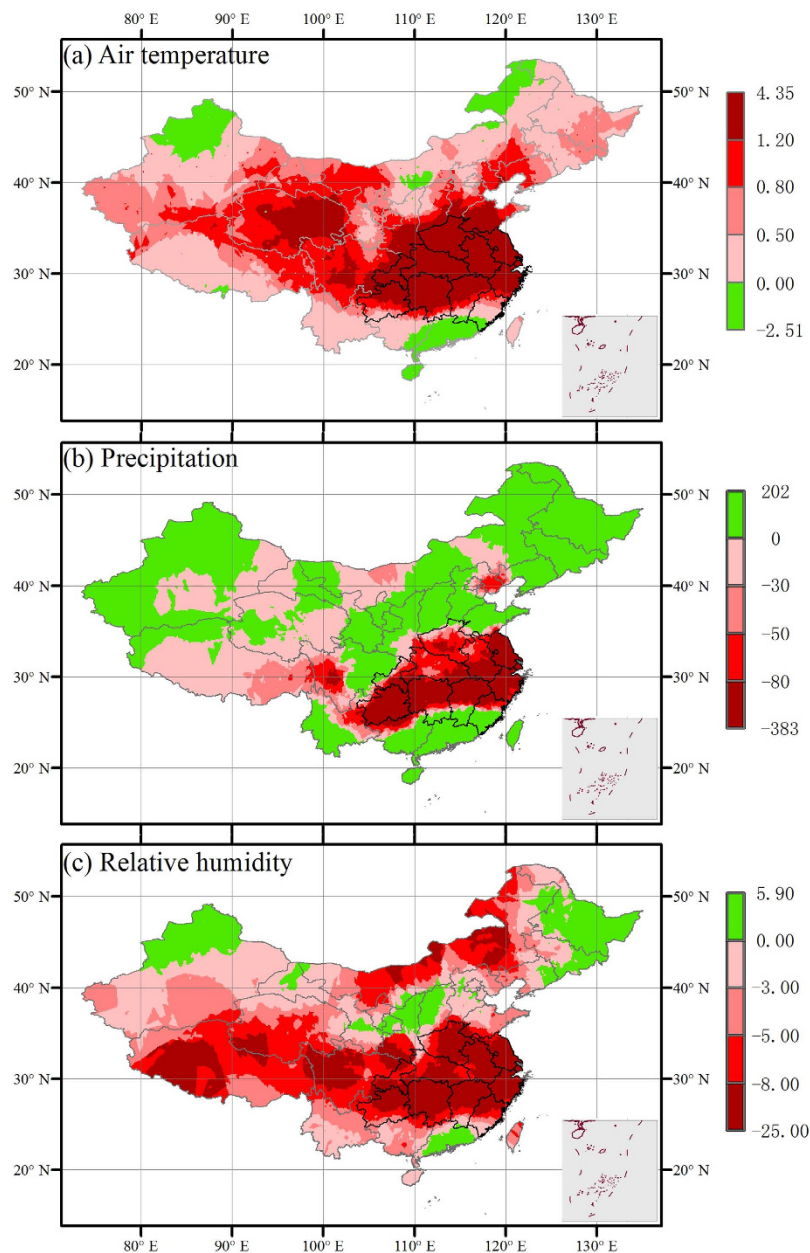 80° E 90° E 100° E 110° E 120° E 130° E
(a) Air temperature
50° N 50° N
40° N 40° N
30° N 30° N
20° N 20° N
4.35
1.20
0.80
0.50
0.00
-2.51
(b) Precipitation
50° N 50° N
40° N 40° N
30° N 30° N
20° N 20° N
202
0
-30
-50
-80
-383
(c) Relative humidity
50° N 50° N
40° N 40° N
30° N 30° N
20° N 20° N
5.90
0.00
-3.00
-5.00
-8.00
-25.00
80° E 90° E 100° E 110° E 120° E 130° E